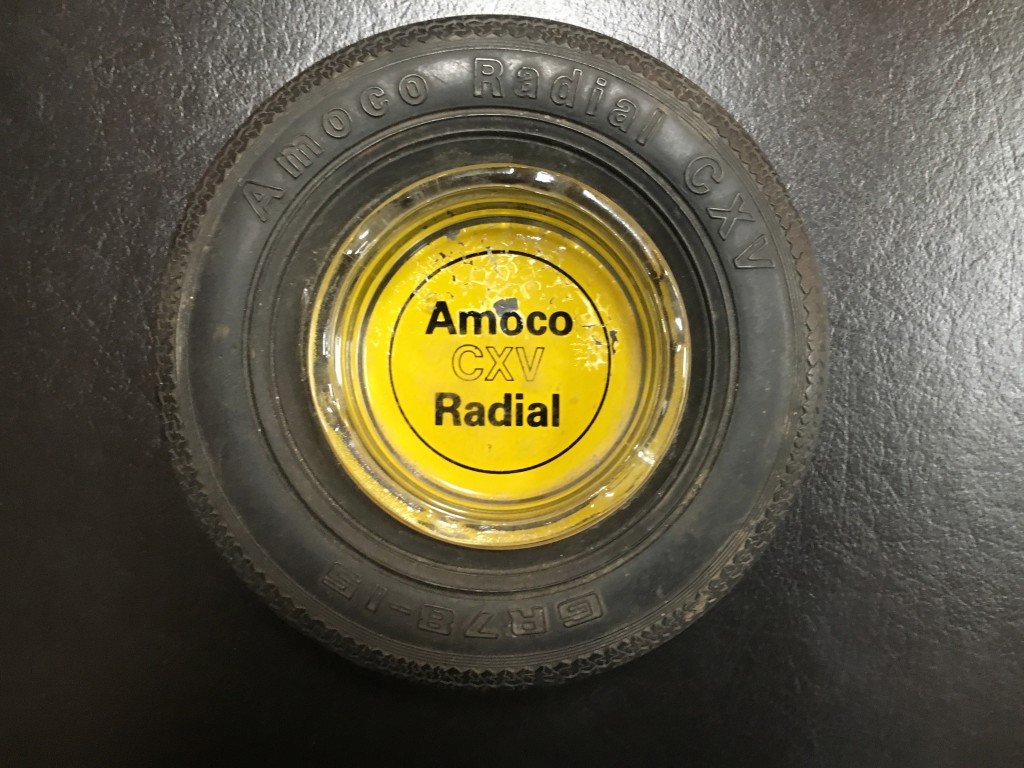 Amoco Radial CXV
Amoco
CXV
Radial
GR78-15